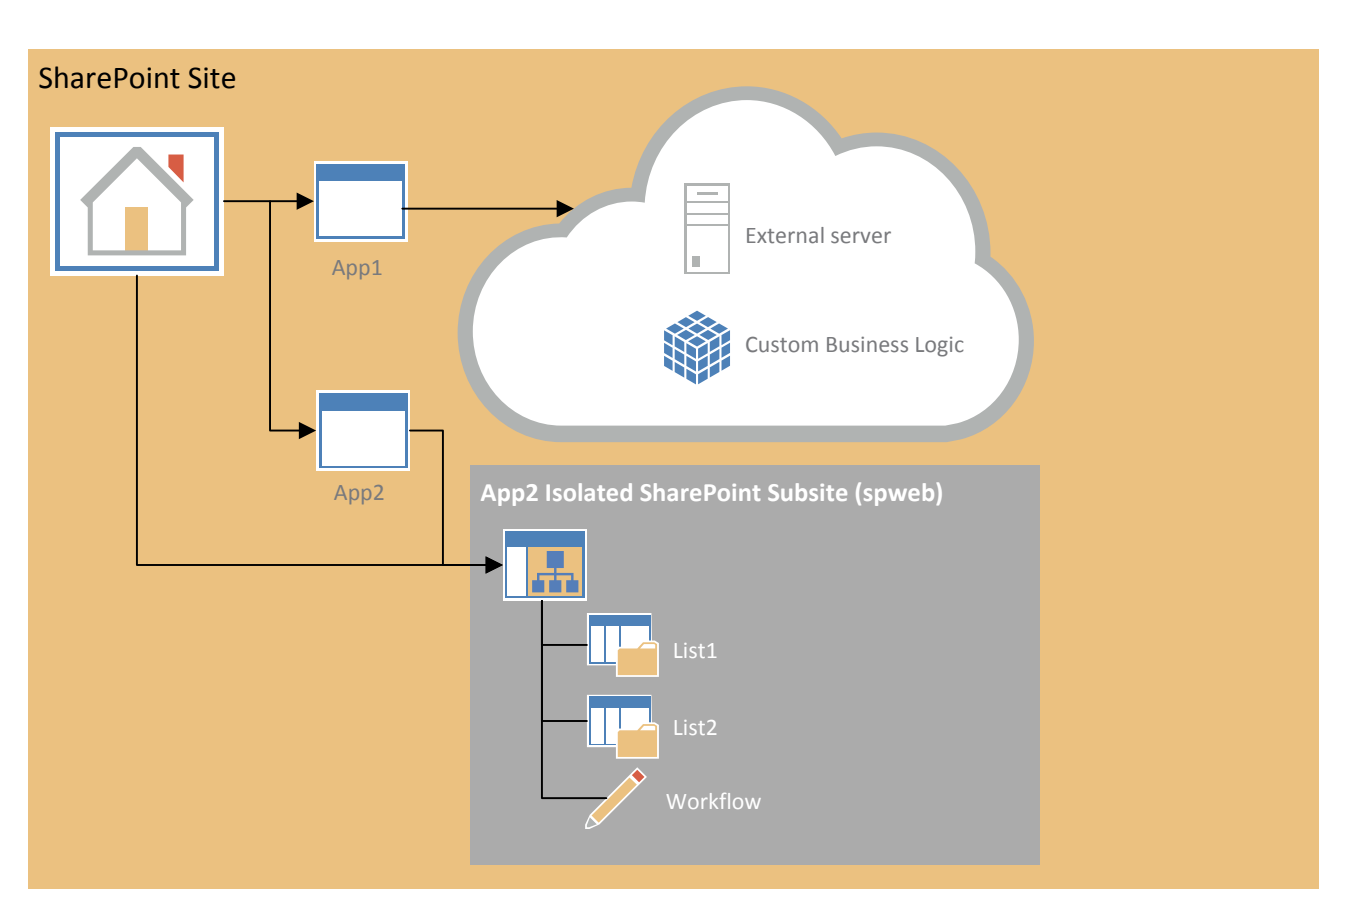 SharePoint Site
External server
App1
Custom Business Logic
App2
App2 Isolated SharePoint Subsite (spweb)
List1
List2
Workflow